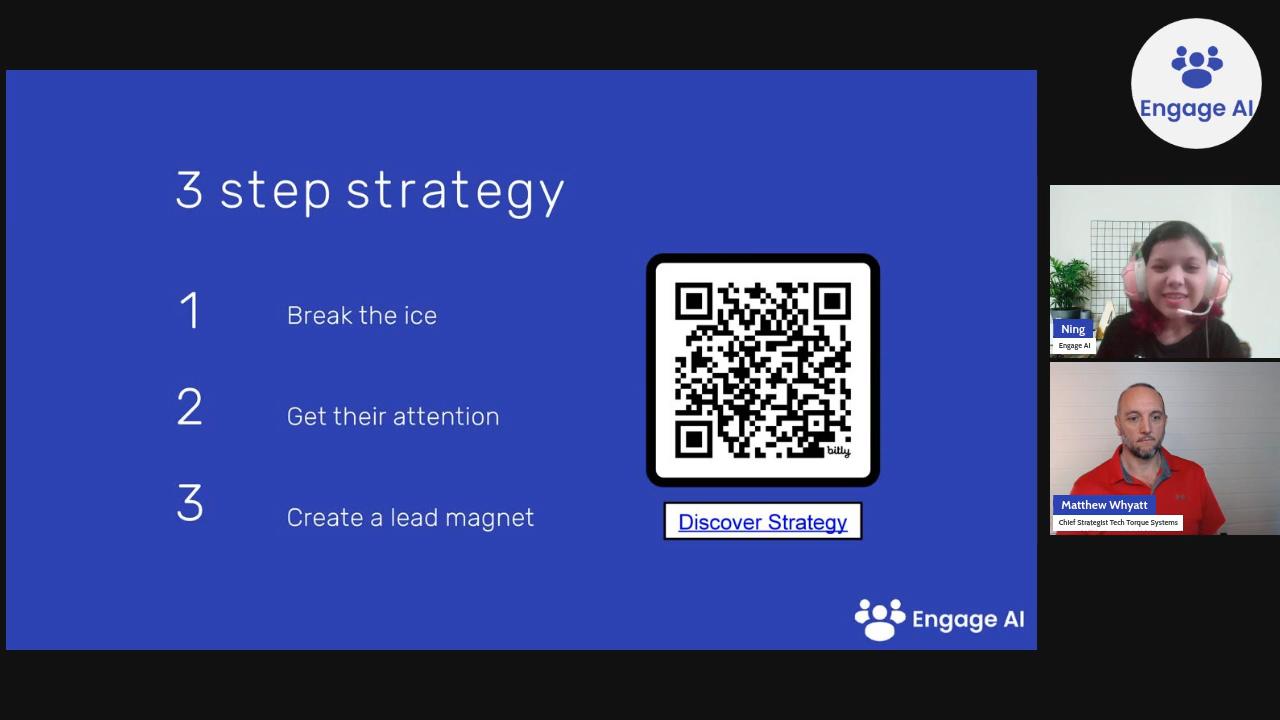 3 step strategy
1 Break the ice
2 Get their attention
3 Create a lead magnet
bitly
Discover Strategy
Engage AI
Engage AI
Ning
Engage AI
Matthew Whyatt
Chief Strategist Tech Torque Systems